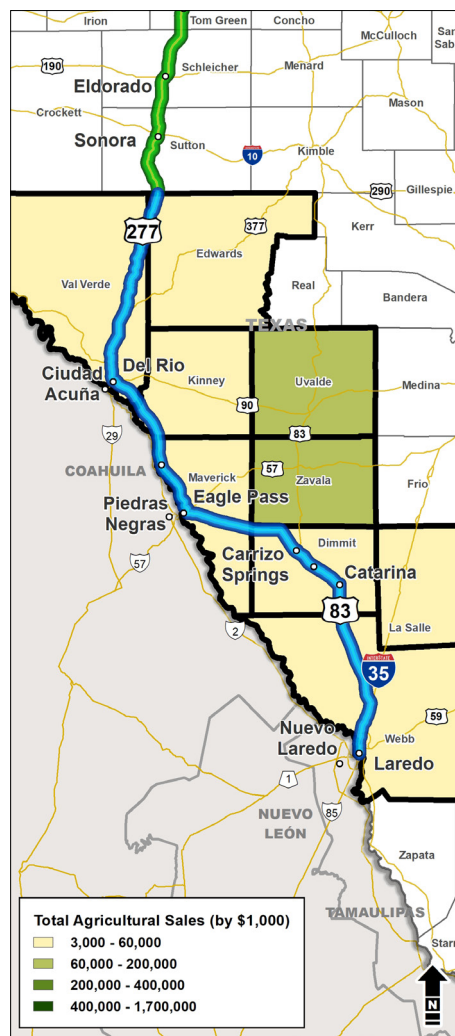 Irion
Tom Green
Concho
McCulloch
San
Sab
190
Schleicher
Menard
Eldorado
Crockett
Mason
Sonora
Sutton
10
Kimble
290
Gillespie
277
377
Kerr
Edwards
Val Verde
Real
Bandera
TEXAS
Del Rio
Ciudad
Acuña
Kinney
Uvalde
Medina
90
29
83
COAHUILA
57
Maverick
Zavala
Frio
Eagle Pass
Piedras
Negras
Dimmit
Carrizo
Springs
Catarina
57
83
2
La Salle
INTERSTATE
35
59
Nuevo
Laredo
Webb
Laredo
1
NUEVO
LEÓN
85
Zapata
TAMAULIPAS
Starr
Total Agricultural Sales (by $1,000)
3,000 - 60,000
60,000 - 200,000
200,000 - 400,000
400,000 - 1,700,000
N